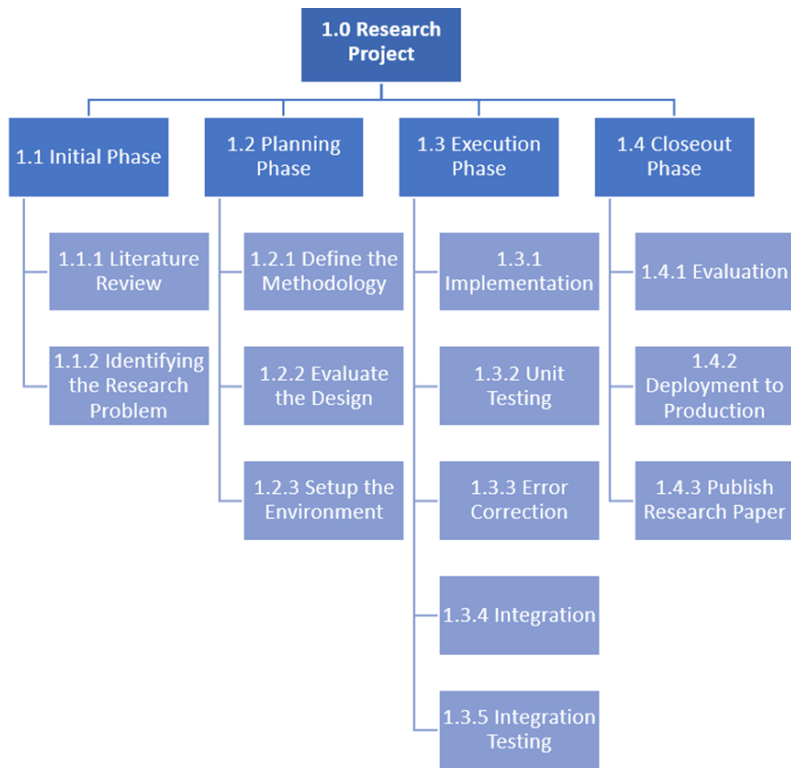 1.0 Research
Project
1.1 Initial Phase
1.2 Planning
Phase
1.3 Execution
Phase
1.4 Closeout
Phase
1.1.1 Literature
Review
1.1.2 Identifying
the Research
Problem
1.2.1 Define the
Methodology
1.2.2 Evaluate
the Design
1.2.3 Setup the
Environment
1.3.1
Implementation
1.3.2 Unit
Testing
1.3.3 Error
Correction
1.3.4 Integration
1.3.5 Integration
Testing
1.4.1 Evaluation
1.4.2
Deployment to
Production
1.4.3 Publish
Research Paper